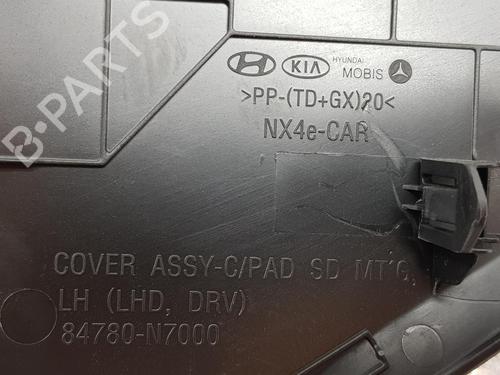 B-PARTS
KIA
HYUNDAI
MOBIS
>PP-(TD+GX)20<
NX4e-CAR
COVER ASSY-C/PAD SD MT'G
LH (LHD, DRV)
84780-N7000